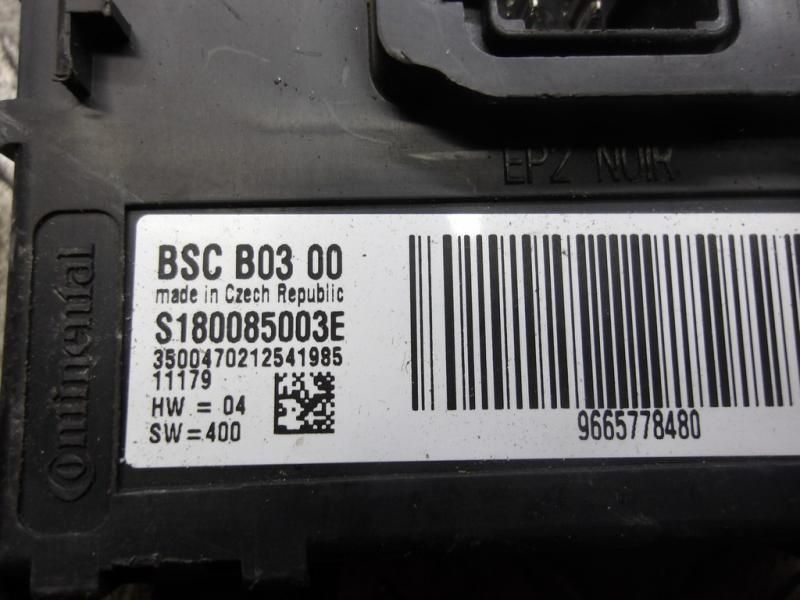 EP2 NOIR
Continental
BSC B03 00
made in Czech Republic
S180085003E
3500470212541985
11179
HW = 04
SW=400
9665778480